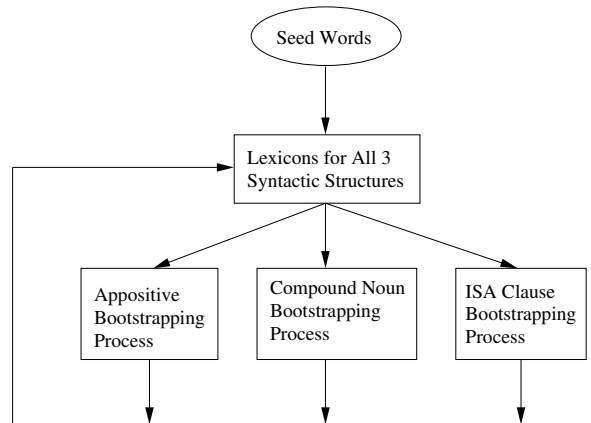 Seed Words
Lexicons for All 3
Syntactic Structures
Appositive
Bootstrapping
Process
Compound Noun
Bootstrapping
Process
ISA Clause
Bootstrapping
Process